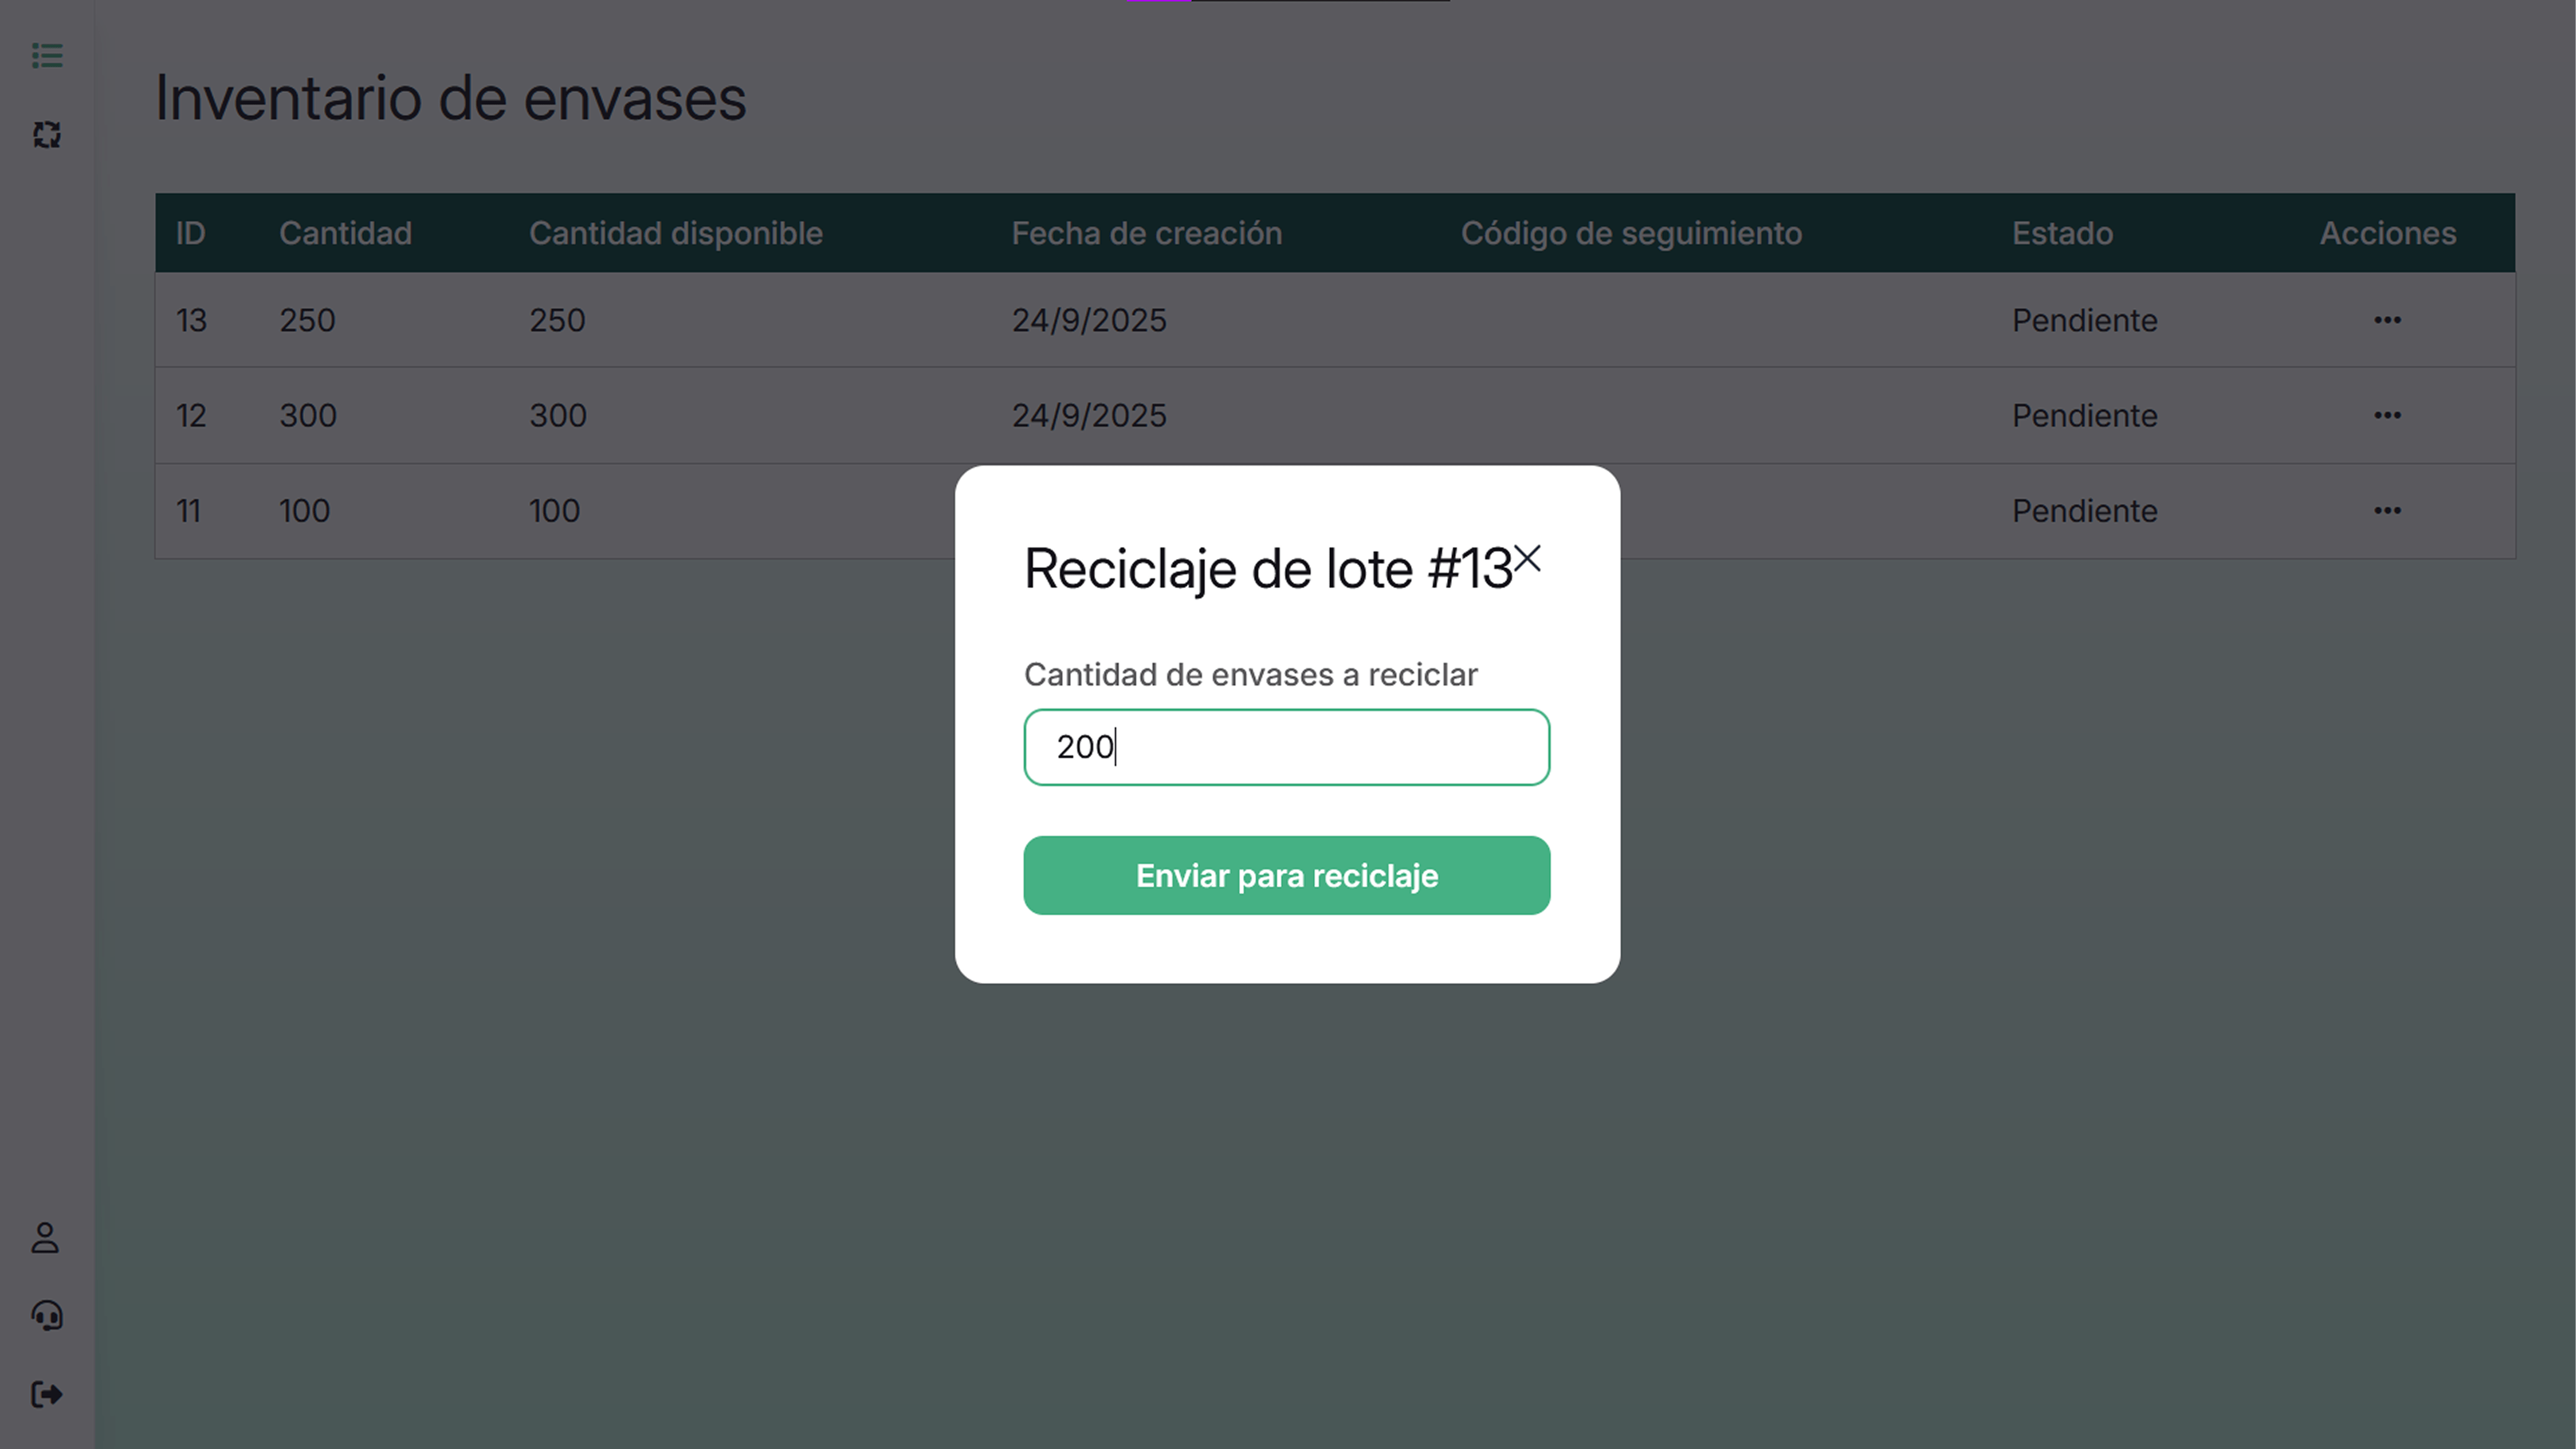 Inventario de envases
ID Cantidad Cantidad disponible Fecha de creación Código de seguimiento Estado Acciones
13 250 250 24/9/2025 Pendiente •••
12 300 300 24/9/2025 Pendiente •••
11 100 100 Pendiente •••
Reciclaje de lote #13
Cantidad de envases a reciclar
200
Enviar para reciclaje